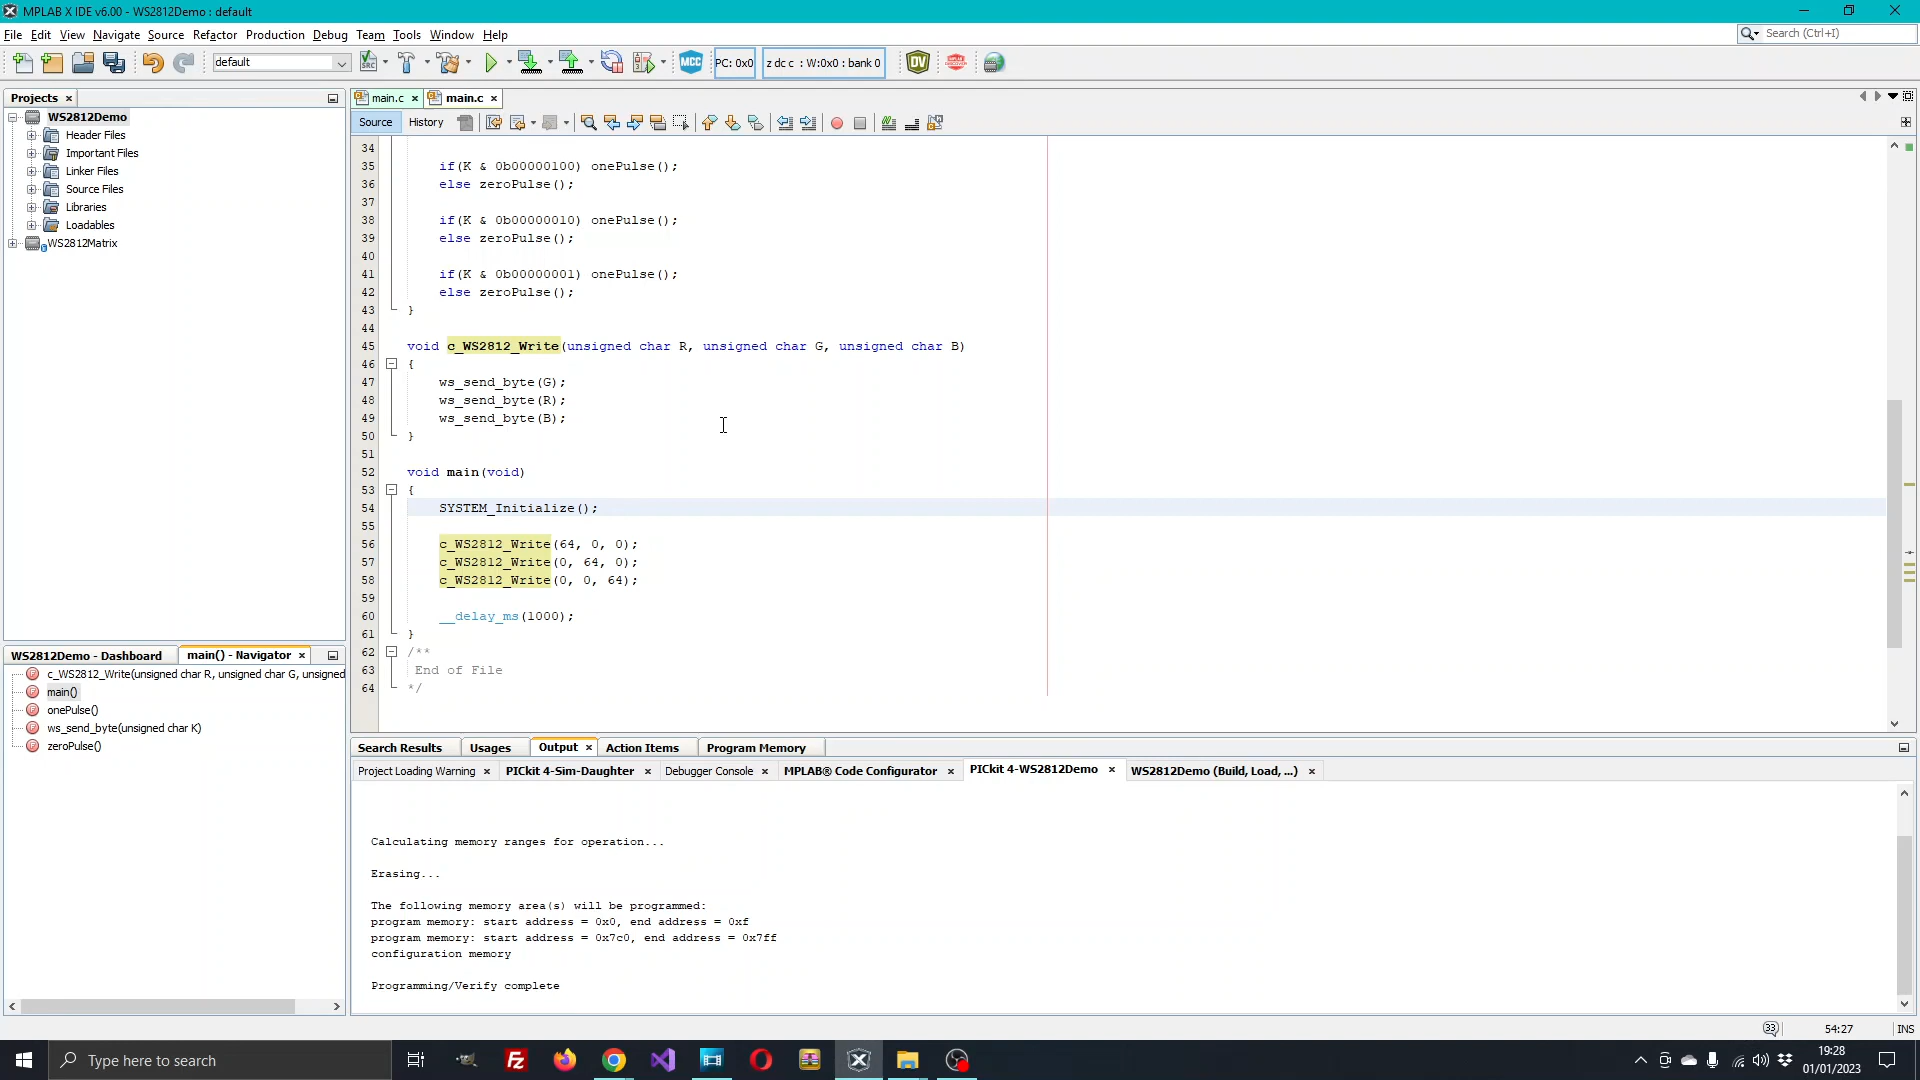 MPLAB X IDE v6.00 - WS2812Demo : default
File Edit View Navigate Source Refactor Production Debug Team Tools Window Help
Search (Ctrl+I)
default
PC: 0x0
z dc c : W:0x0 : bank 0
Projects
main.c
main.c
Source History
WS2812Demo
Header Files
Important Files
Linker Files
Source Files
Libraries
Loadables
WS2812Matrix
34
35 if(K & 0b00000100) onePulse();
36 else zeroPulse();
37
38 if(K & 0b00000010) onePulse();
39 else zeroPulse();
40
41 if(K & 0b00000001) onePulse();
42 else zeroPulse();
43 }
44
45 void c_WS2812_Write(unsigned char R, unsigned char G, unsigned char B)
46 {
47 ws_send_byte(G);
48 ws_send_byte(R);
49 ws_send_byte(B);
50 }
51
52 void main(void)
53 {
54 SYSTEM_Initialize();
55
56 c_WS2812_Write(64, 0, 0);
57 c_WS2812_Write(0, 64, 0);
58 c_WS2812_Write(0, 0, 64);
59
60 __delay_ms(1000);
61 }
62 /**
63 End of File
64 */
WS2812Demo - Dashboard
main() - Navigator
c_WS2812_Write(unsigned char R, unsigned char G, unsigned
main()
onePulse()
ws_send_byte(unsigned char K)
zeroPulse()
Search Results Usages Output Action Items Program Memory
Project Loading Warning PICkit 4-Sim-Daughter Debugger Console MPLAB® Code Configurator PICkit 4-WS2812Demo WS2812Demo (Build, Load, ...)
Calculating memory ranges for operation...
Erasing...
The following memory area(s) will be programmed:
program memory: start address = 0x0, end address = 0xf
program memory: start address = 0x7c0, end address = 0x7ff
configuration memory
Programming/Verify complete
33
54:27
INS
Type here to search
19:28
01/01/2023